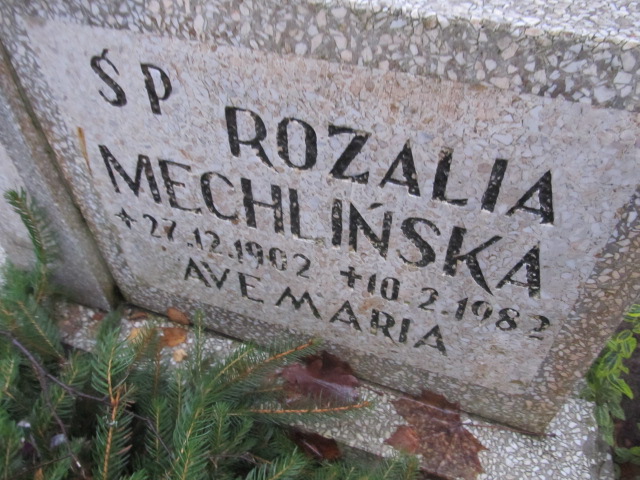 ŚP
ROZALIA
MECHLIŃSKA
*27.12.1902 +10.2.1982
AVE MARIA